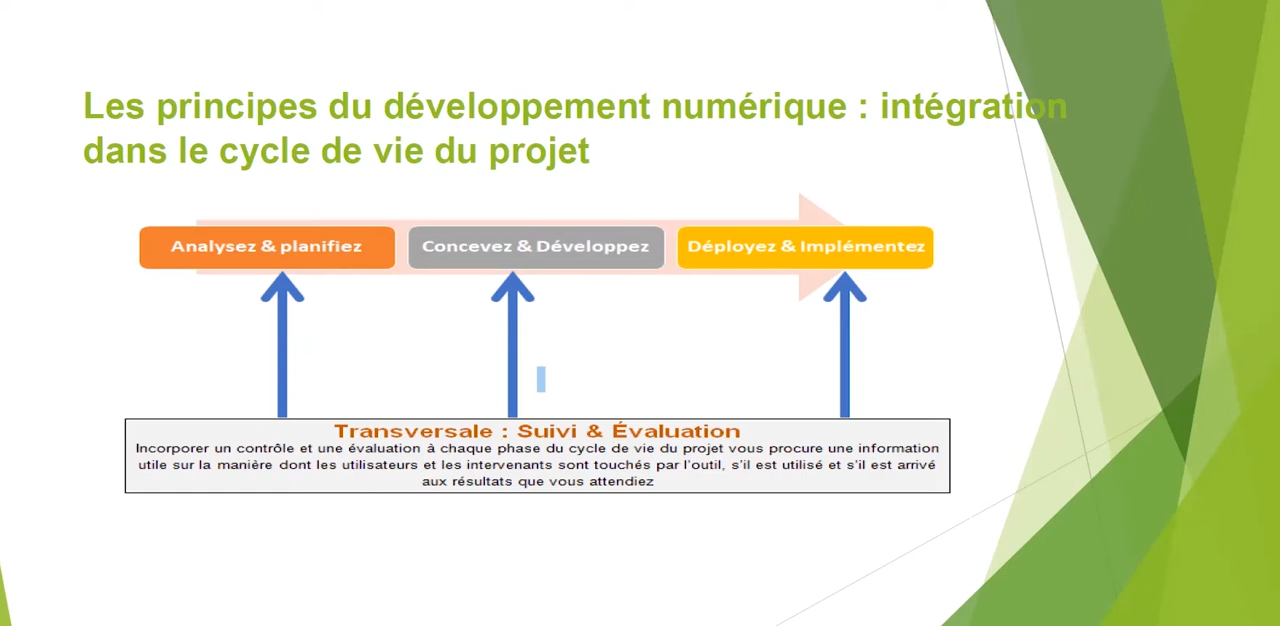 Les principes du développement numérique : intégration
dans le cycle de vie du projet
Analysez & planifiez
Concevez & Développez
Déployez & Implémentez
Transversale : Suivi & Évaluation
Incorporer un contrôle et une évaluation à chaque phase du cycle de vie du projet vous procure une information
utile sur la manière dont les utilisateurs et les intervenants sont touchés par l'outil, s'il est utilisé et s'il est arrivé
aux résultats que vous attendiez